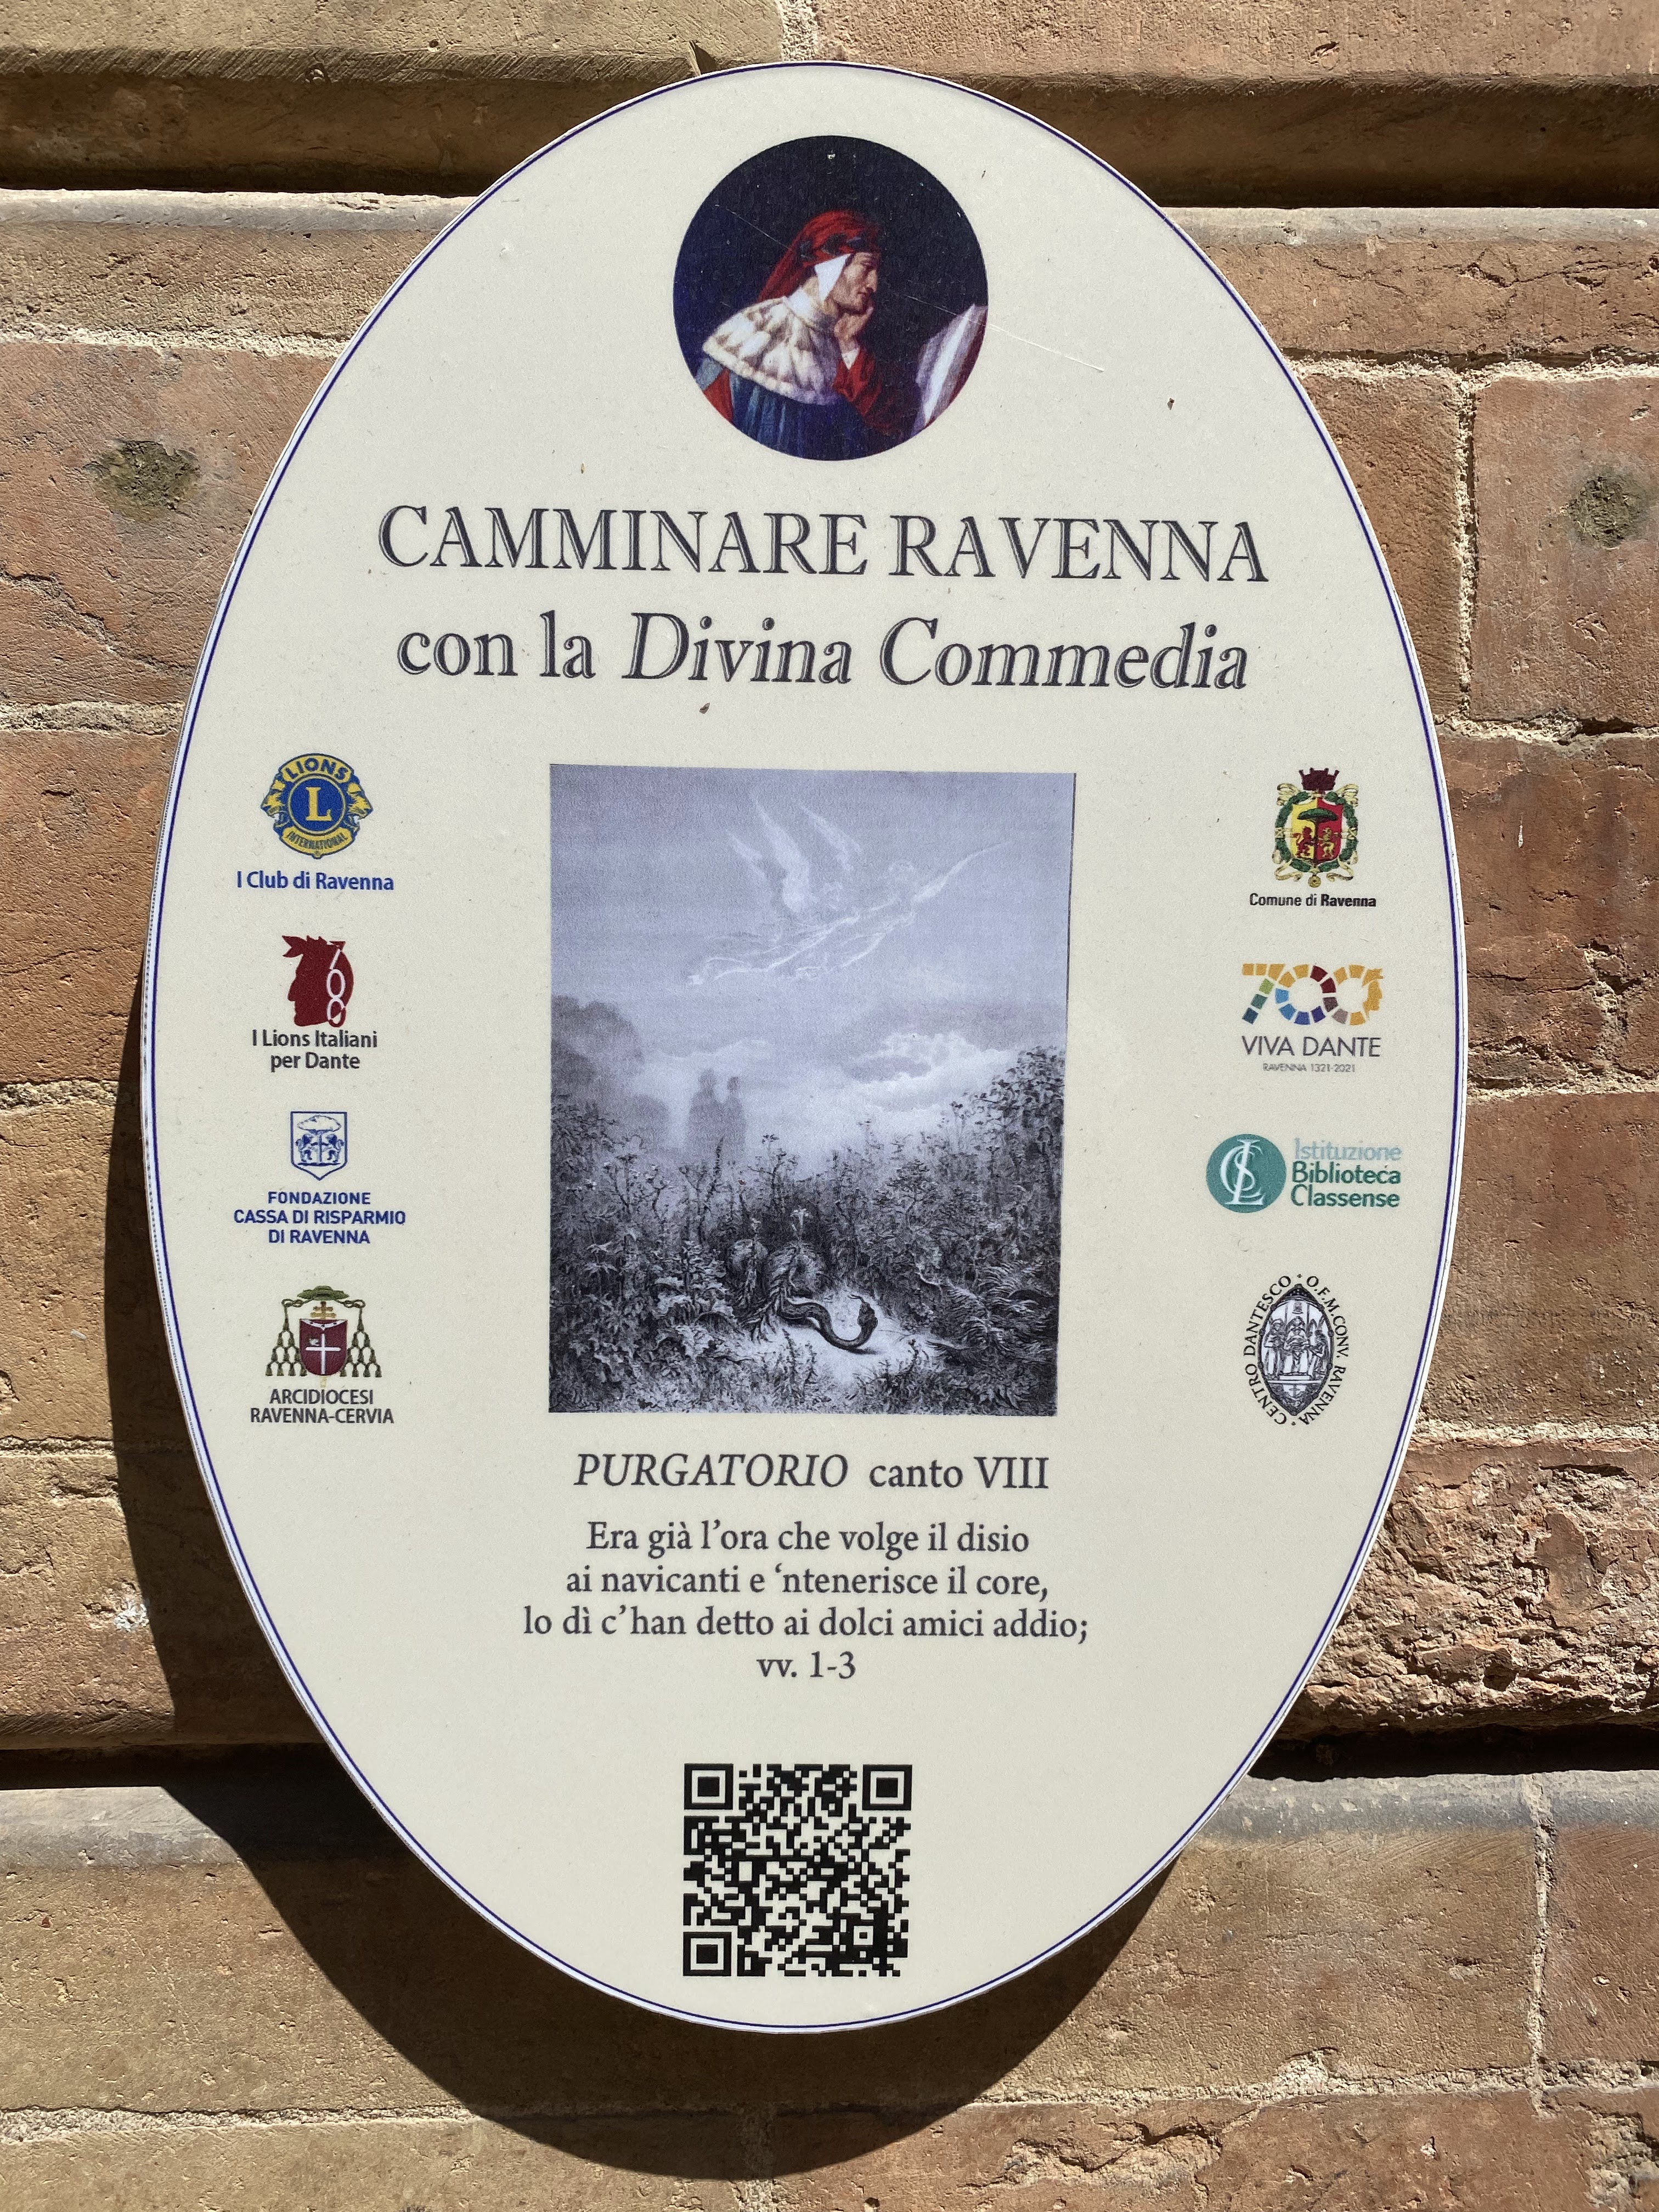 CAMMINARE RAVENNA
con la Divina Commedia
LIONS
L
INTERNATIONAL
I Club di Ravenna
700
I Lions Italiani
per Dante
FONDAZIONE
CASSA DI RISPARMIO
DI RAVENNA
ARCIDIOCESI
RAVENNA-CERVIA
Comune di Ravenna
700
VIVA DANTE
RAVENNA 1321-2021
Istituzione
Biblioteca
Classense
CENTRO DANTESCO • O.F.M. CONV. RAVENNA •
PURGATORIO canto VIII
Era già l’ora che volge il disio
ai navicanti e ‘ntenerisce il core,
lo dì c’han detto ai dolci amici addio;
vv. 1-3